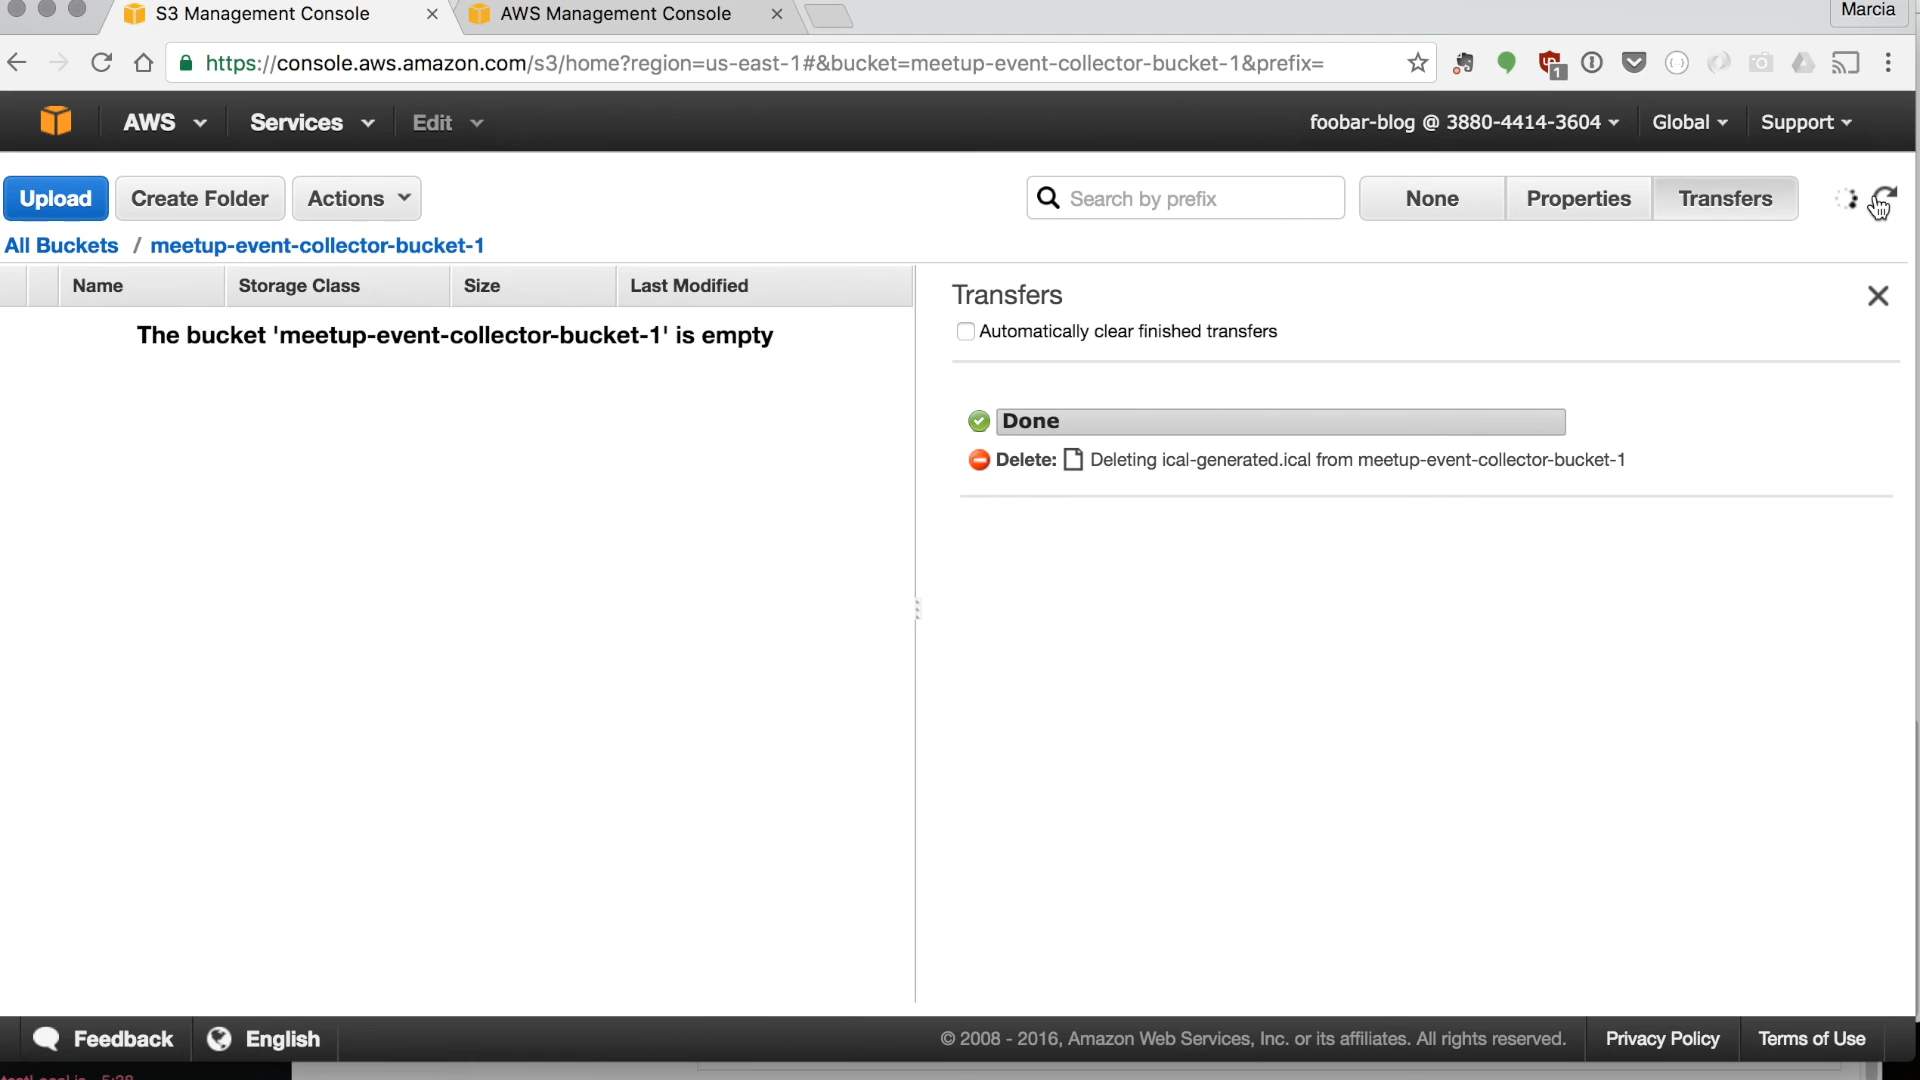 S3 Management Console
AWS Management Console
Marcia
https://console.aws.amazon.com/s3/home?region=us-east-1#&bucket=meetup-event-collector-bucket-1&prefix=
1
AWS Services Edit foobar-blog @ 3880-4414-3604 Global Support
Upload Create Folder Actions Search by prefix None Properties Transfers
All Buckets / meetup-event-collector-bucket-1
Name Storage Class Size Last Modified
The bucket 'meetup-event-collector-bucket-1' is empty
Transfers
Automatically clear finished transfers
Done
Delete: Deleting ical-generated.ical from meetup-event-collector-bucket-1
Feedback English © 2008 - 2016, Amazon Web Services, Inc. or its affiliates. All rights reserved. Privacy Policy Terms of Use